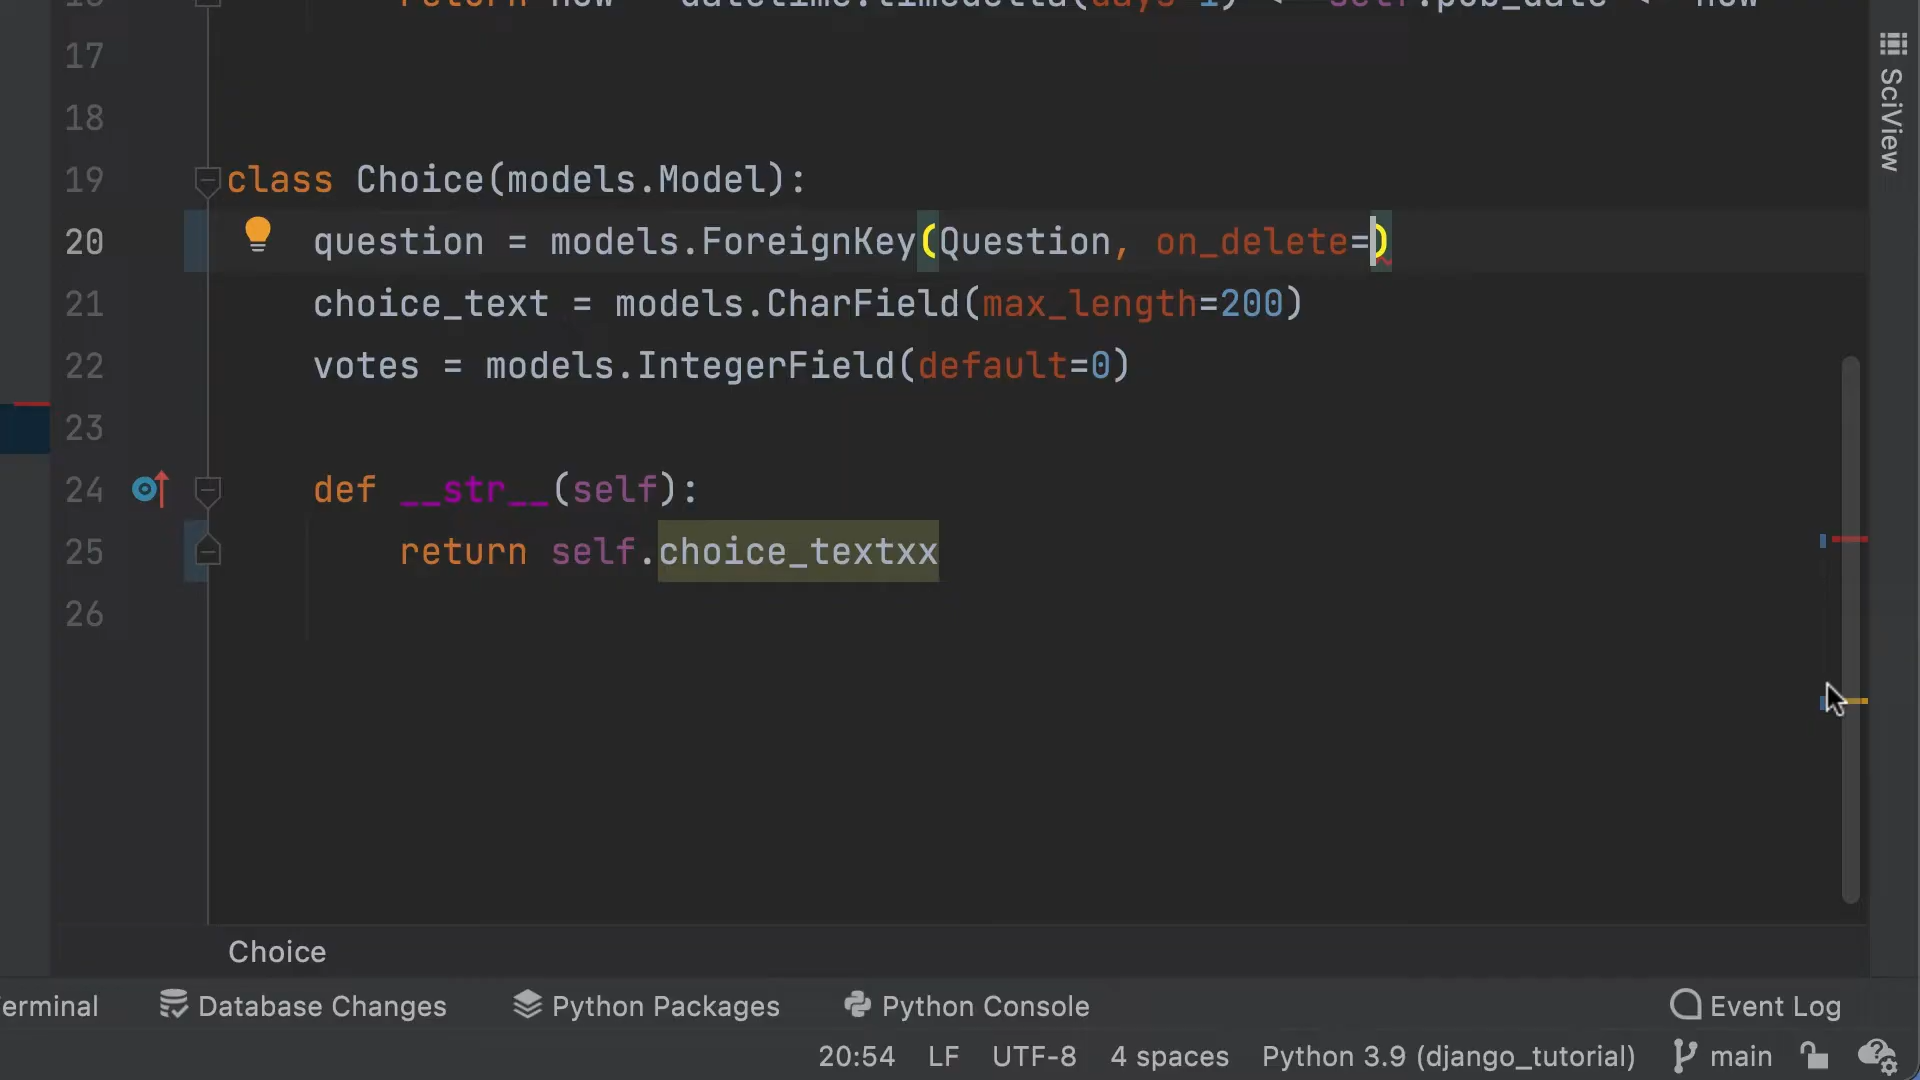 17
18
19 class Choice(models.Model):
20 question = models.ForeignKey(Question, on_delete=)
21 choice_text = models.CharField(max_length=200)
22 votes = models.IntegerField(default=0)
23
24 def __str__(self):
25 return self.choice_textxx
26
SciView
Choice
erminal Database Changes Python Packages Python Console Event Log
20:54 LF UTF-8 4 spaces Python 3.9 (django_tutorial) main